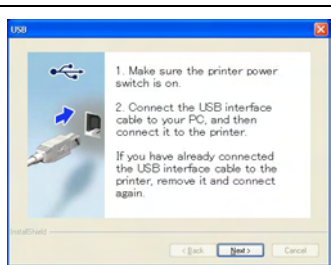 USB
1. Make sure the printer power
switch is on.
2. Connect the USB interface
cable to your PC, and then
connect it to the printer.
If you have already connected
the USB interface cable to the
printer, remove it and connect
again.
InstallShield
< Back
Next >
Cancel